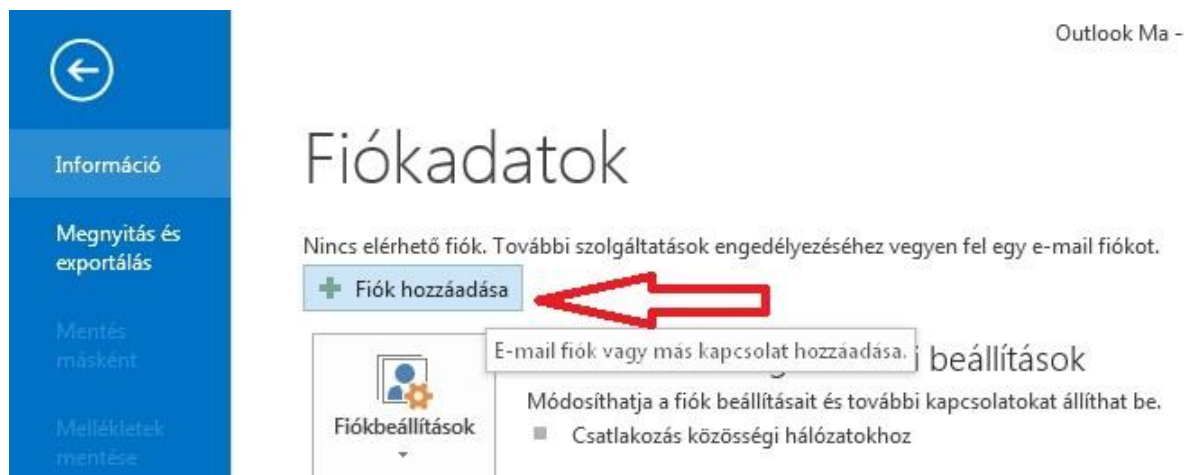 Outlook Ma -
Információ
Megnyitás és
exportálás
Mentés
másként
Mellékletek
mentése
Fiókadatok
Nincs elérhető fiók. További szolgáltatások engedélyezéséhez vegyen fel egy e-mail fiókot.
Fiók hozzáadása
E-mail fiók vagy más kapcsolat hozzáadása.
i beállítások
Fiókbeállítások
Módosíthatja a fiók beállításait és további kapcsolatokat állíthat be.
Csatlakozás közösségi hálózatokhoz